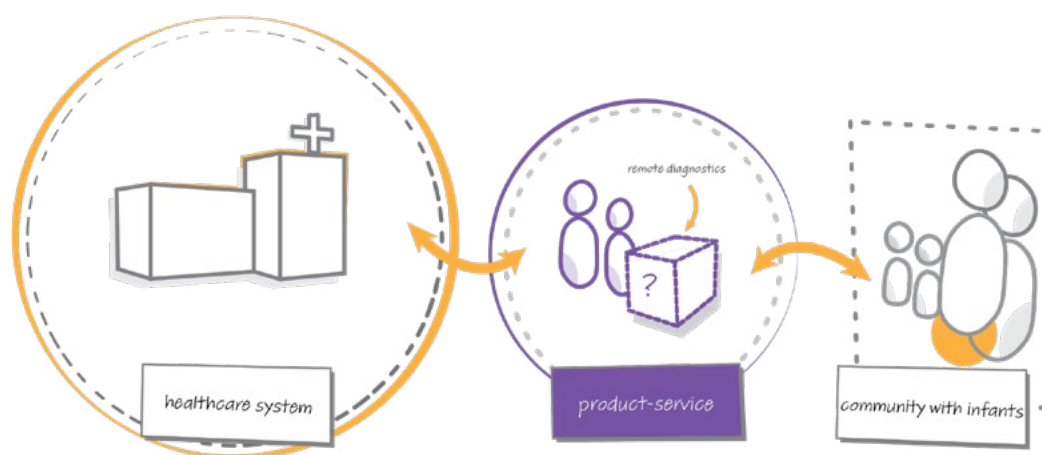 remote diagnostics
?
healthcare system
product-service
community with infants